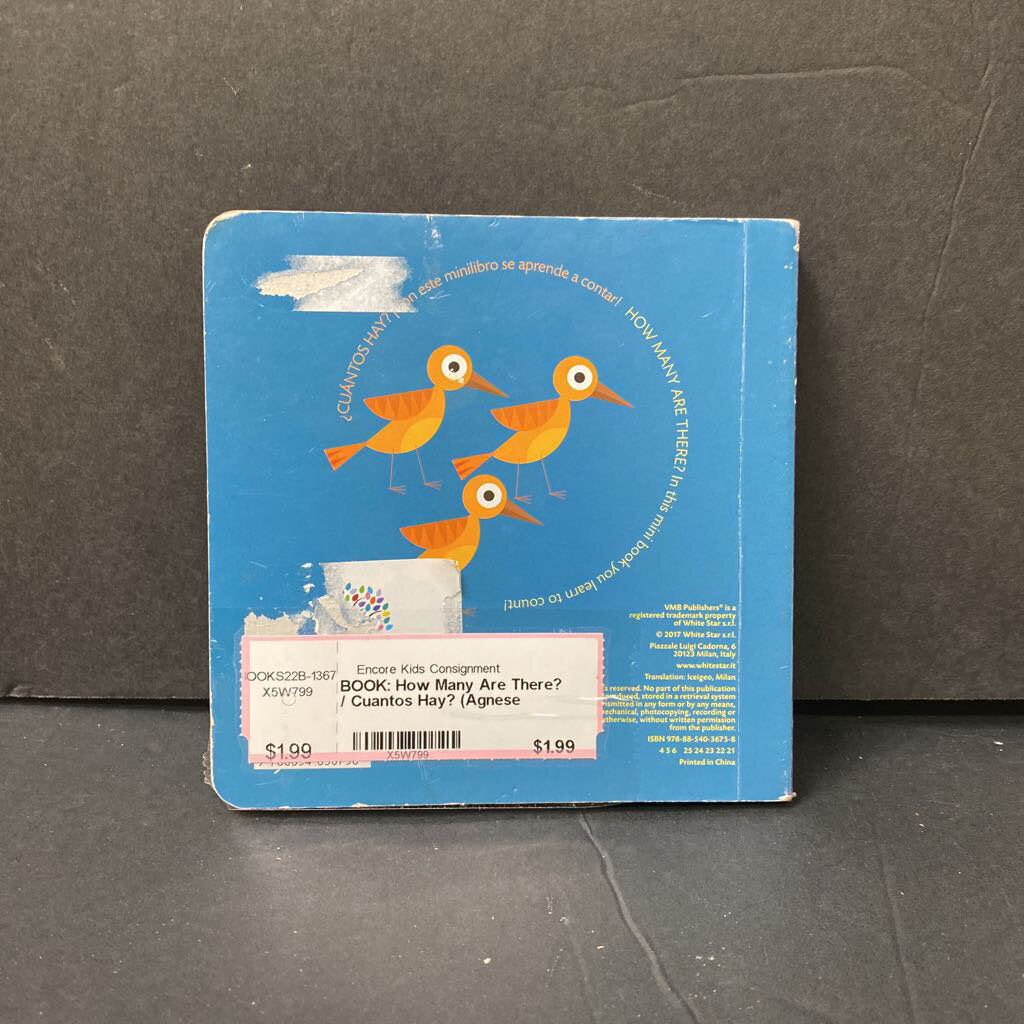 ¿CUÁNTOS HAY? ¡ on este minilibro se aprende a contar!
HOW MANY ARE THERE? In this mini book you learn to count!
VMB Publishers® is a
registered trademark property
of White Star s.r.l.
© 2017 White Star s.r.l.
Piazzale Luigi Cadorna, 6
20123 Milan, Italy
www.whitestar.it
Translation: Iceigeo, Milan
s reserved. No part of this publication
produced, stored in a retrieval system
nsmitted in any form or by any means,
echanical, photocopying, recording or
therwise, without written permission
from the publisher.
ISBN 978-88-540-3675-8
4 5 6   25 24 23 22 21
Printed in China
OOKS22B-1367
X5W799
$1.99
Encore Kids Consignment
BOOK: How Many Are There?
/ Cuantos Hay? (Agnese
X5W799
$1.99